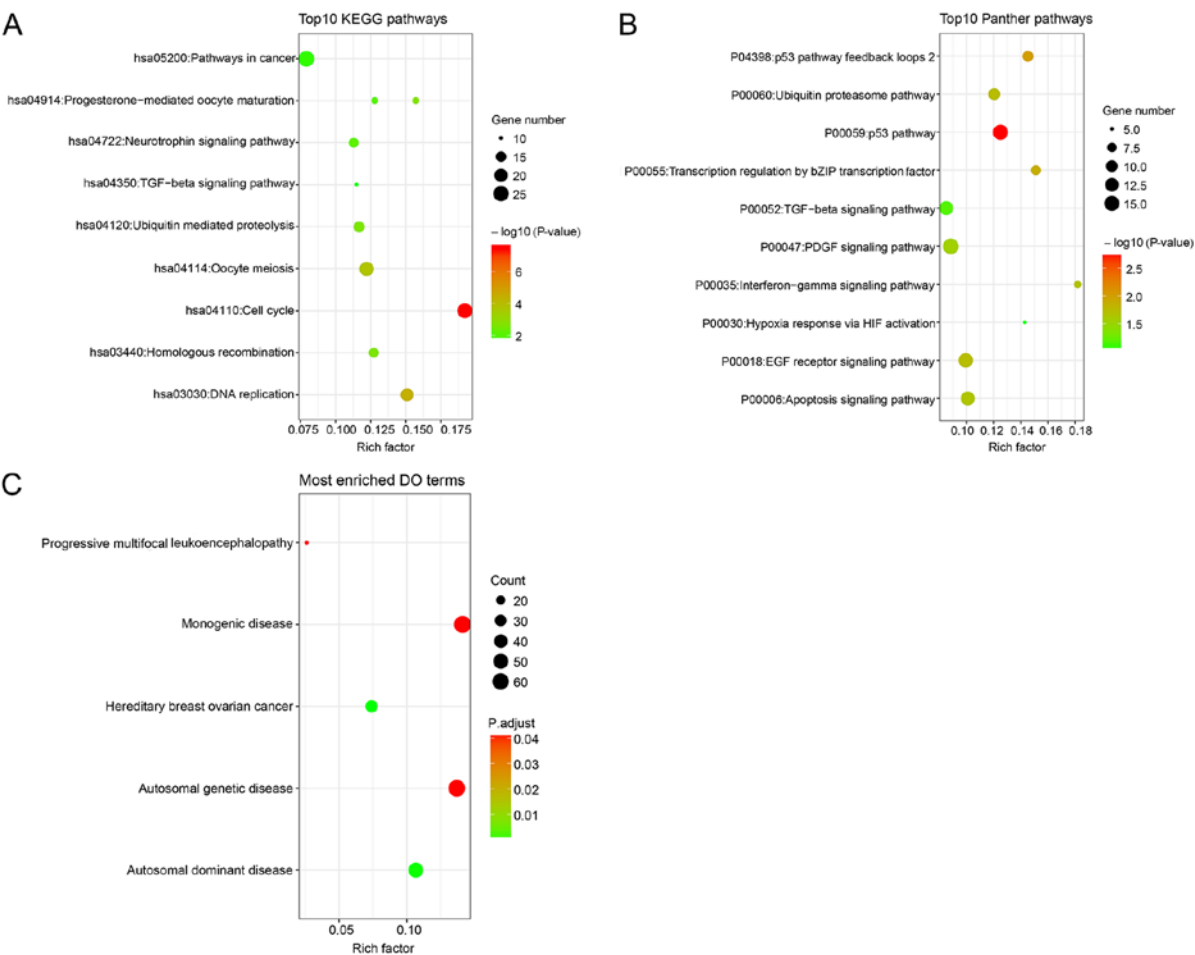 A
Top10 KEGG pathways
hsa05200:Pathways in cancer
hsa04914:Progesterone-mediated oocyte maturation
hsa04722:Neurotrophin signaling pathway
hsa04350:TGF-beta signaling pathway
hsa04120:Ubiquitin mediated proteolysis
hsa04114:Oocyte meiosis
hsa04110:Cell cycle
hsa03440:Homologous recombination
hsa03030:DNA replication
0.075 0.100 0.125 0.150 0.175
Rich factor
Gene number
10
15
20
25
– log10 (P-value)
6
4
2
B
Top10 Panther pathways
P04398:p53 pathway feedback loops 2
P00060:Ubiquitin proteasome pathway
P00059:p53 pathway
P00055:Transcription regulation by bZIP transcription factor
P00052:TGF-beta signaling pathway
P00047:PDGF signaling pathway
P00035:Interferon-gamma signaling pathway
P00030:Hypoxia response via HIF activation
P00018:EGF receptor signaling pathway
P00006:Apoptosis signaling pathway
0.10 0.12 0.14 0.16 0.18
Rich factor
Gene number
5.0
7.5
10.0
12.5
15.0
– log10 (P-value)
2.5
2.0
1.5
C
Most enriched DO terms
Progressive multifocal leukoencephalopathy
Monogenic disease
Hereditary breast ovarian cancer
Autosomal genetic disease
Autosomal dominant disease
0.05 0.10
Rich factor
Count
20
30
40
50
60
P.adjust
0.04
0.03
0.02
0.01